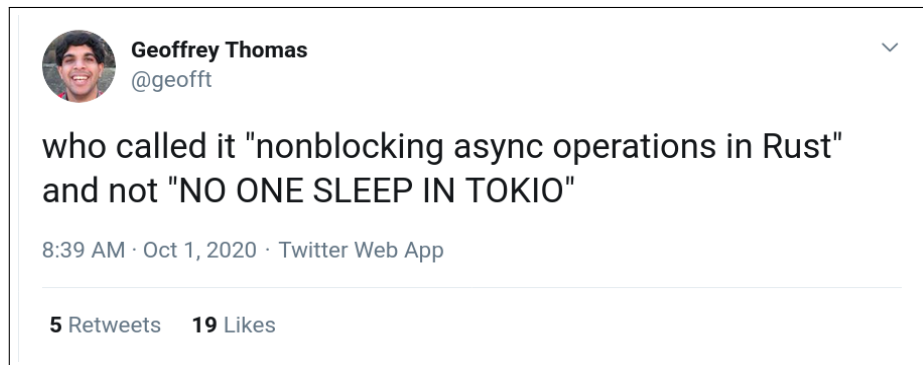 Geoffrey Thomas
@geofft
who called it "nonblocking async operations in Rust"
and not "NO ONE SLEEP IN TOKIO"
8:39 AM · Oct 1, 2020 · Twitter Web App
5 Retweets 19 Likes